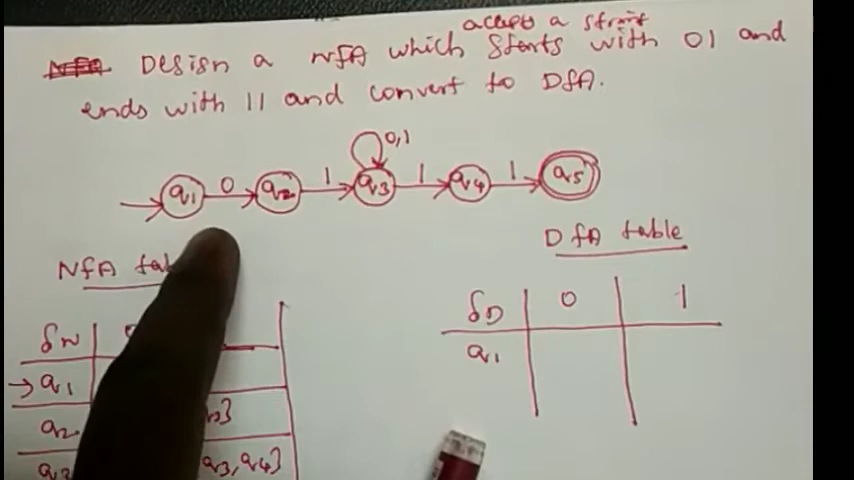 accept a string
Design a NFA which starts with 01 and
ends with 11 and convert to DFA.
0,1
q1 0 q2 1 q3 1 q4 1 q5
DFA table
NFA
δD 0 1
δN
q1
→ q1
q2
q3 q3, q4}